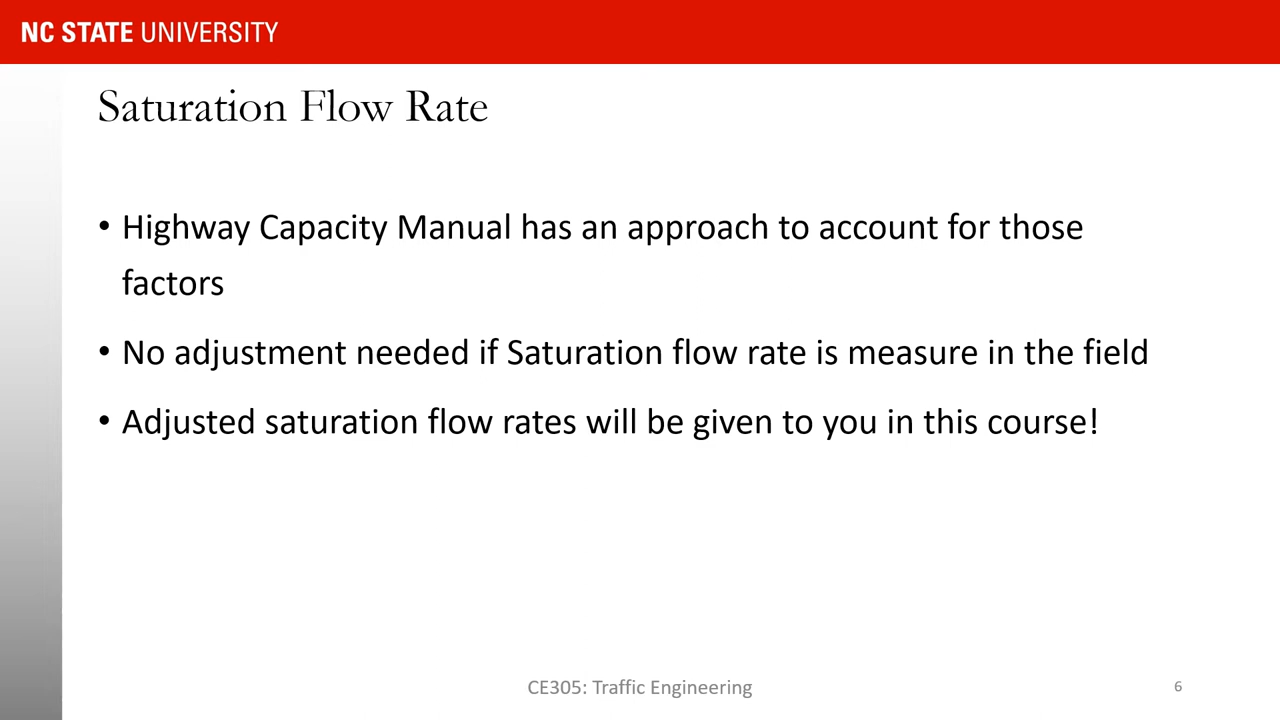 NC STATE UNIVERSITY
Saturation Flow Rate
• Highway Capacity Manual has an approach to account for those
factors
• No adjustment needed if Saturation flow rate is measure in the field
• Adjusted saturation flow rates will be given to you in this course!
CE305: Traffic Engineering
6